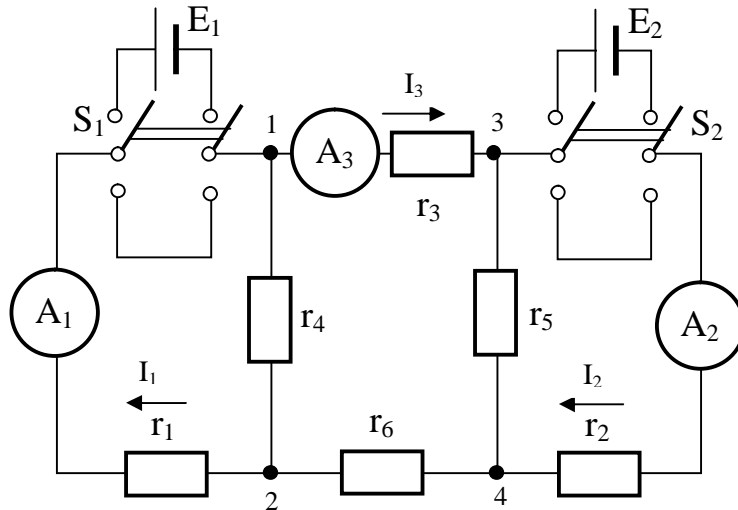 E₁
E₂
S₁
1
I₃
3
S₂
A₃
r₃
A₁
r₄
r₅
A₂
I₁
r₁
r₆
I₂
r₂
2
4